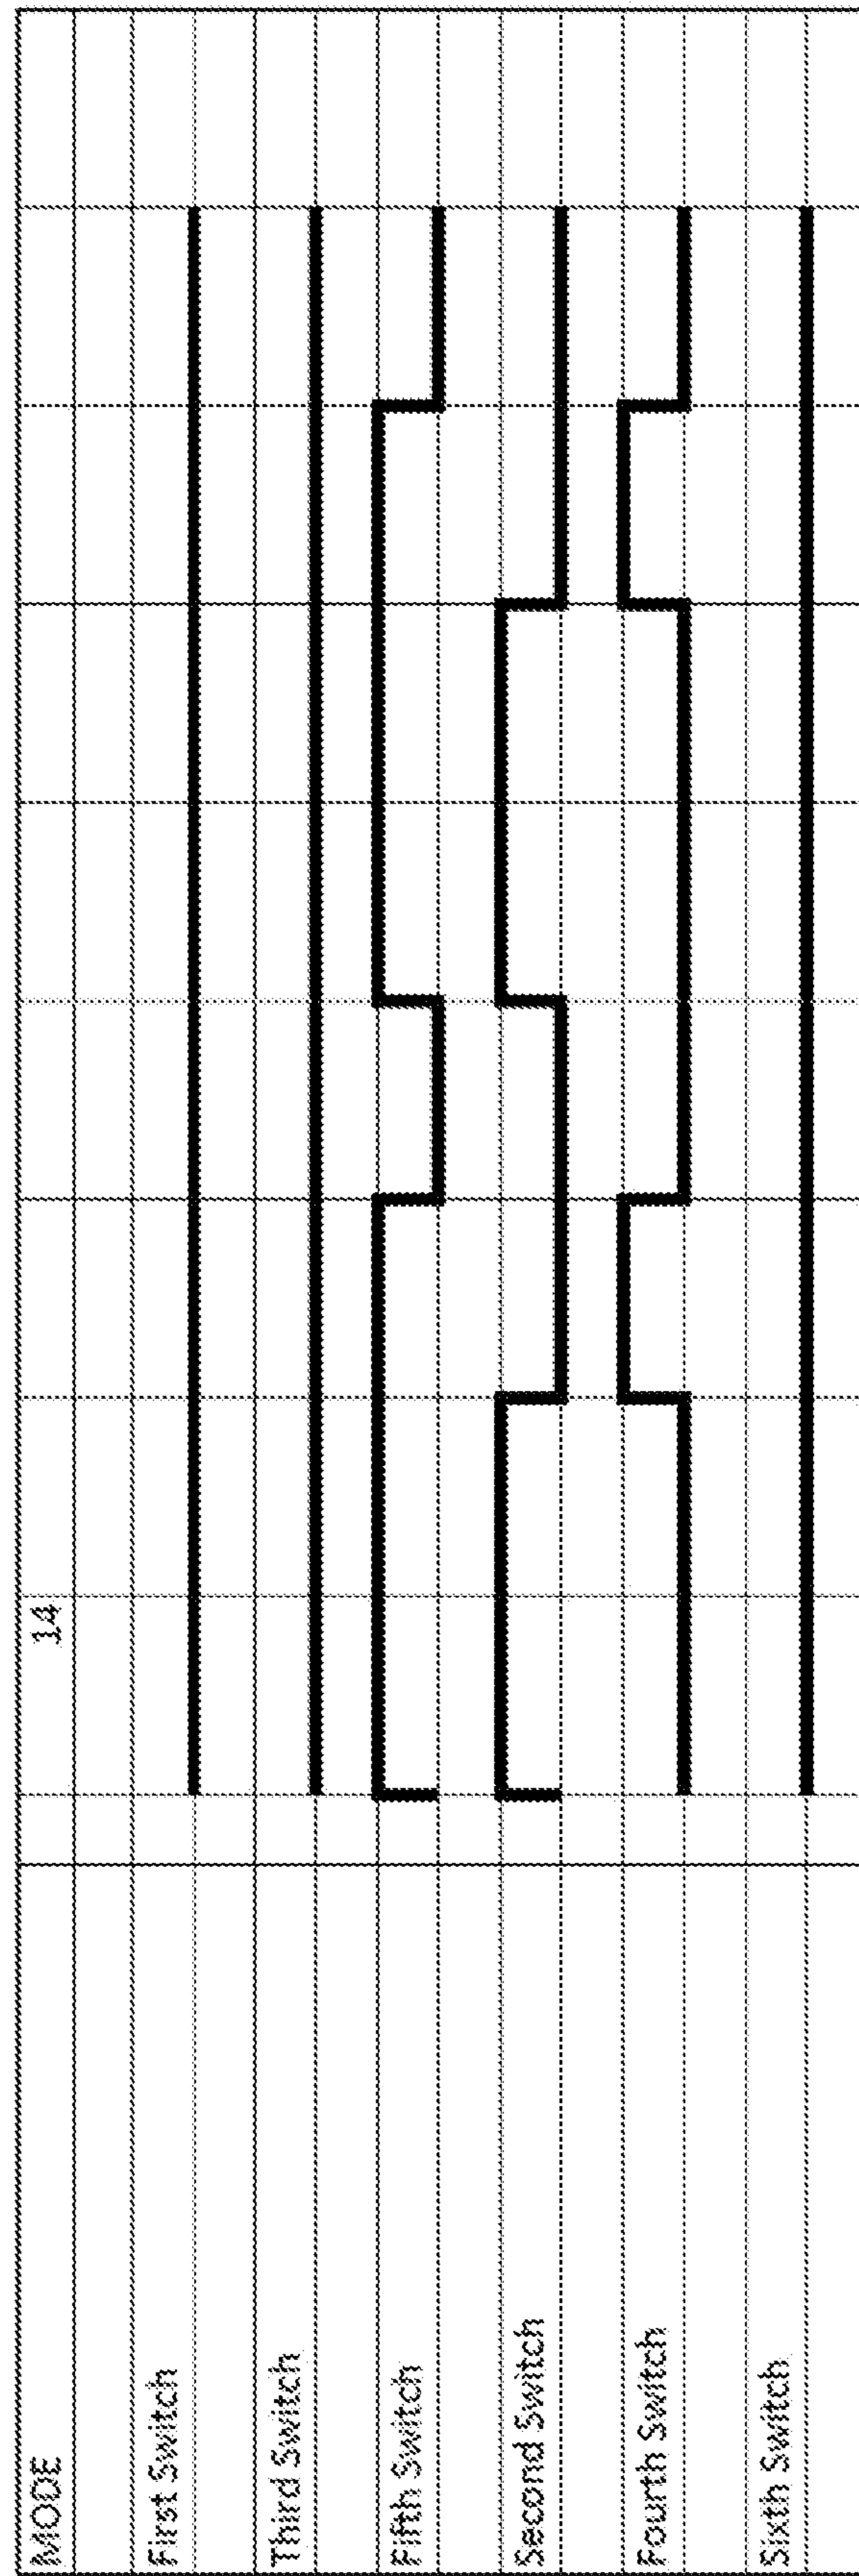 MODE 14
First Switch
Third Switch
Fifth Switch
Second Switch
Fourth Switch
Sixth Switch